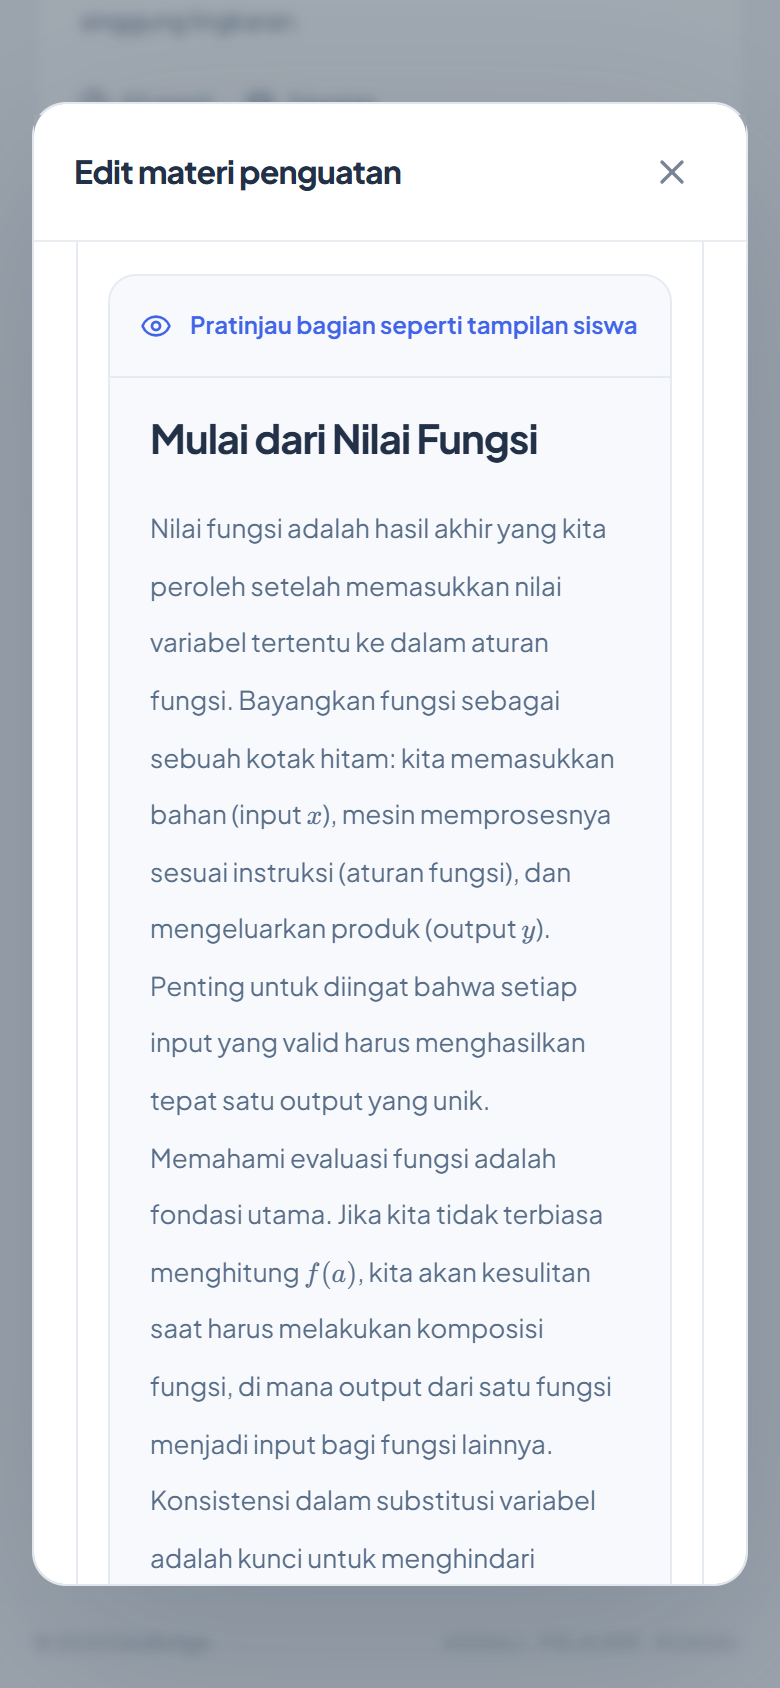 Edit materi penguatan
Pratinjau bagian seperti tampilan siswa
Mulai dari Nilai Fungsi
Nilai fungsi adalah hasil akhir yang kita
peroleh setelah memasukkan nilai
variabel tertentu ke dalam aturan
fungsi. Bayangkan fungsi sebagai
sebuah kotak hitam: kita memasukkan
bahan (input x), mesin memprosesnya
sesuai instruksi (aturan fungsi), dan
mengeluarkan produk (output y).
Penting untuk diingat bahwa setiap
input yang valid harus menghasilkan
tepat satu output yang unik.
Memahami evaluasi fungsi adalah
fondasi utama. Jika kita tidak terbiasa
menghitung f(a), kita akan kesulitan
saat harus melakukan komposisi
fungsi, di mana output dari satu fungsi
menjadi input bagi fungsi lainnya.
Konsistensi dalam substitusi variabel
adalah kunci untuk menghindari